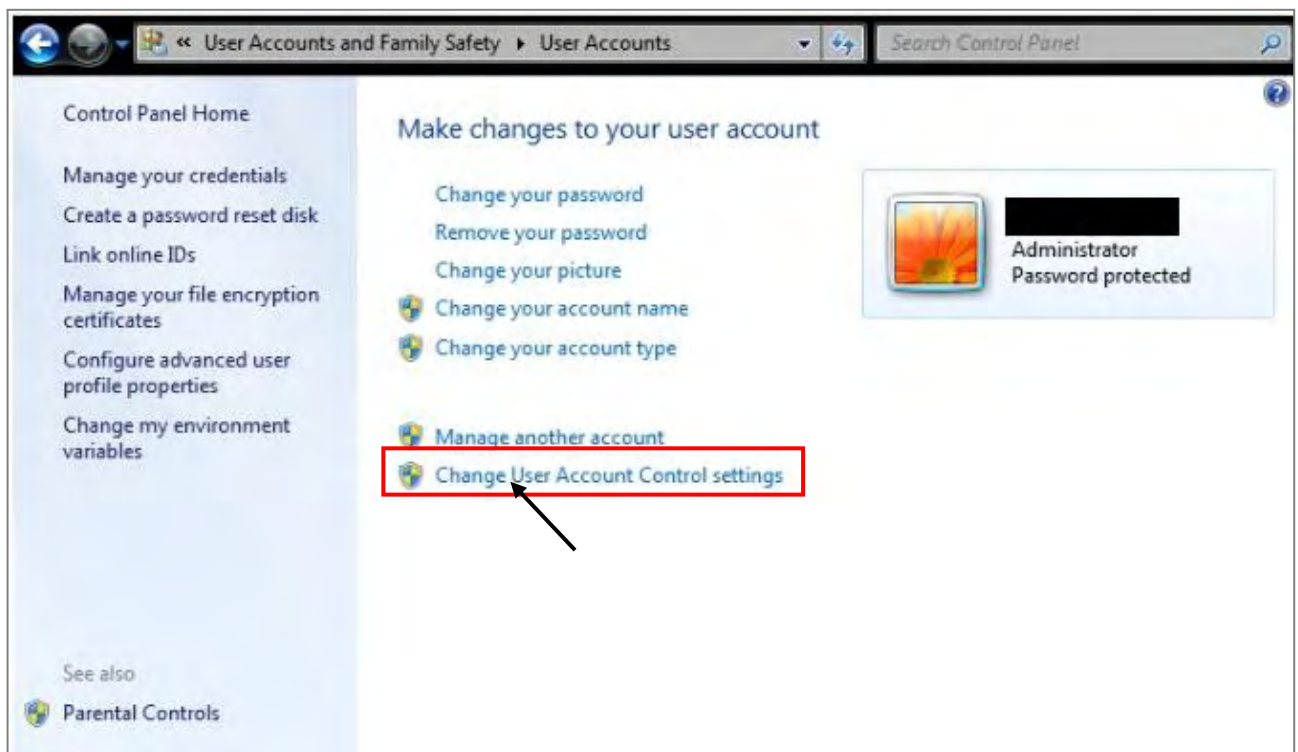 « User Accounts and Family Safety ▸ User Accounts
Search Control Panel
Control Panel Home
Manage your credentials
Create a password reset disk
Link online IDs
Manage your file encryption
certificates
Configure advanced user
profile properties
Change my environment
variables
See also
Parental Controls
Make changes to your user account
Change your password
Remove your password
Change your picture
Change your account name
Change your account type
Manage another account
Change User Account Control settings
Administrator
Password protected
?